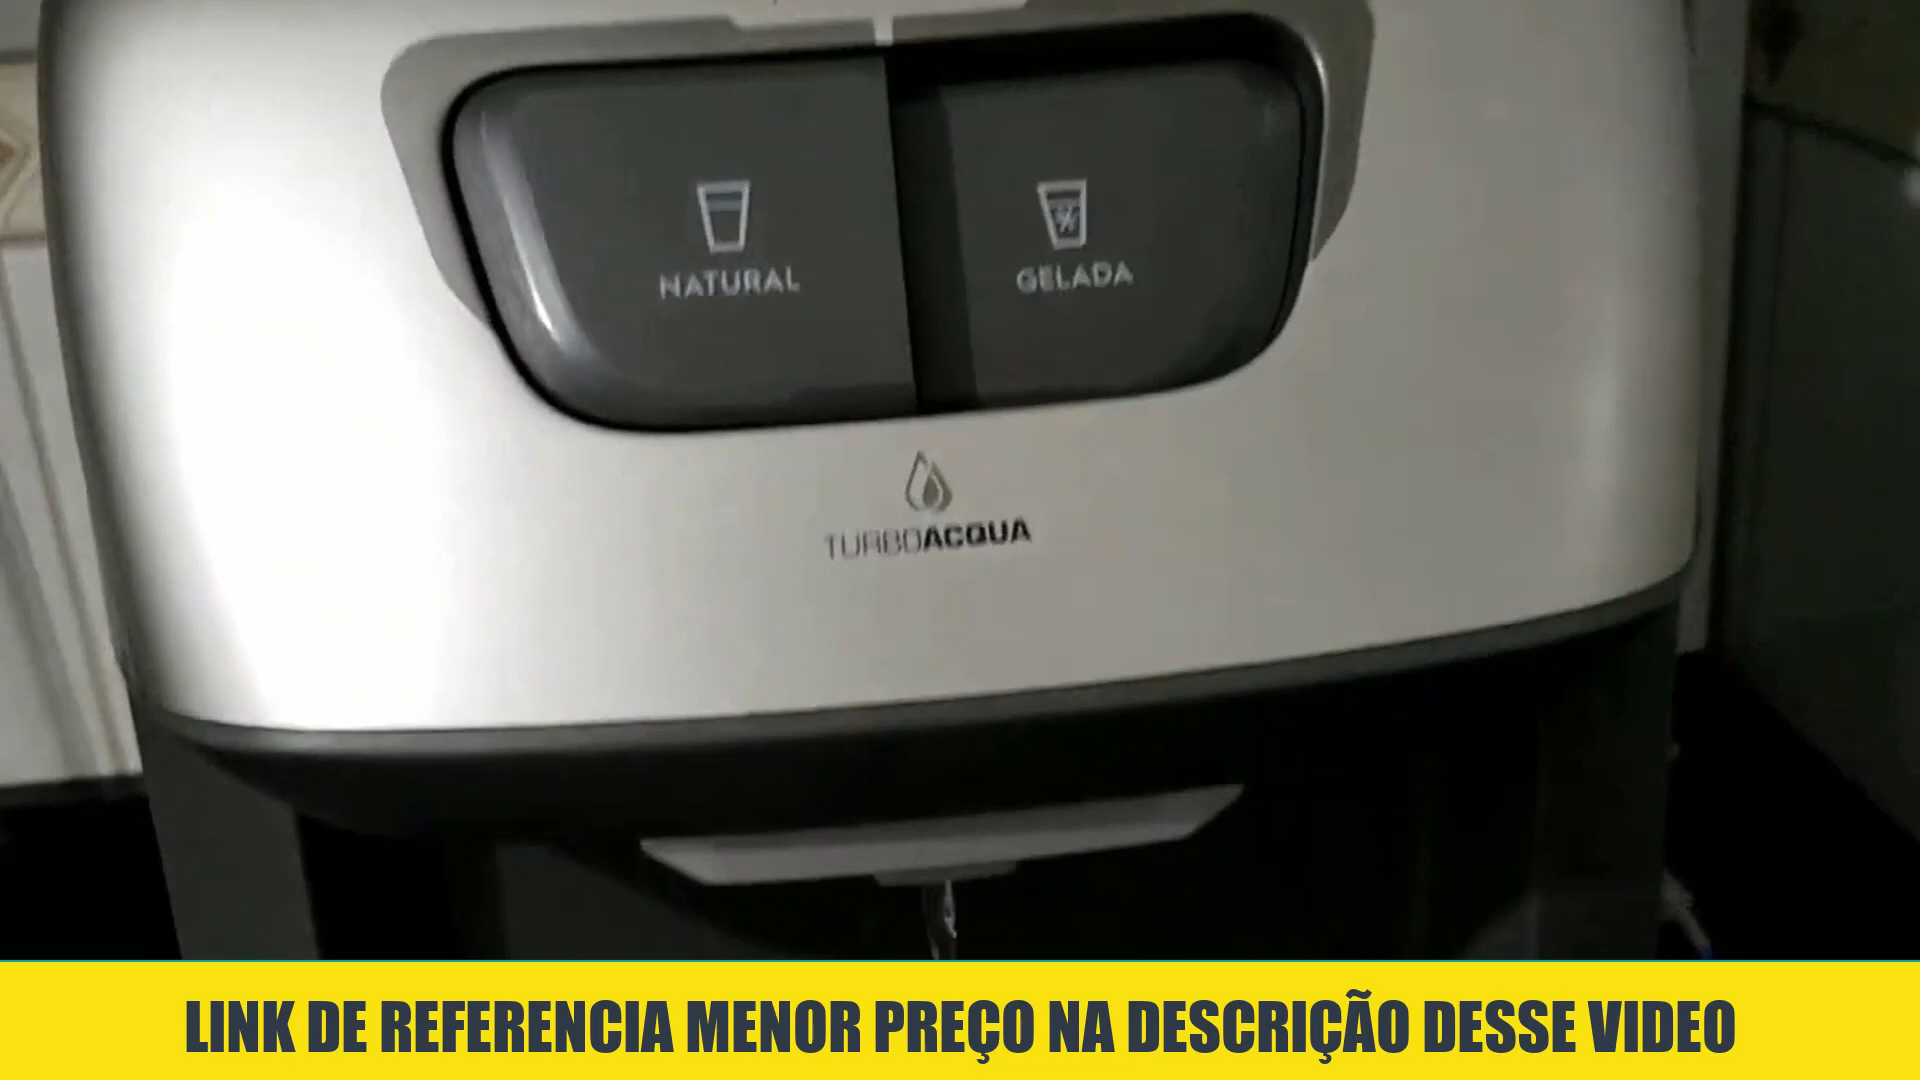 NATURAL
GELADA
TURBOACQUA
LINK DE REFERENCIA MENOR PREÇO NA DESCRIÇÃO DESSE VIDEO